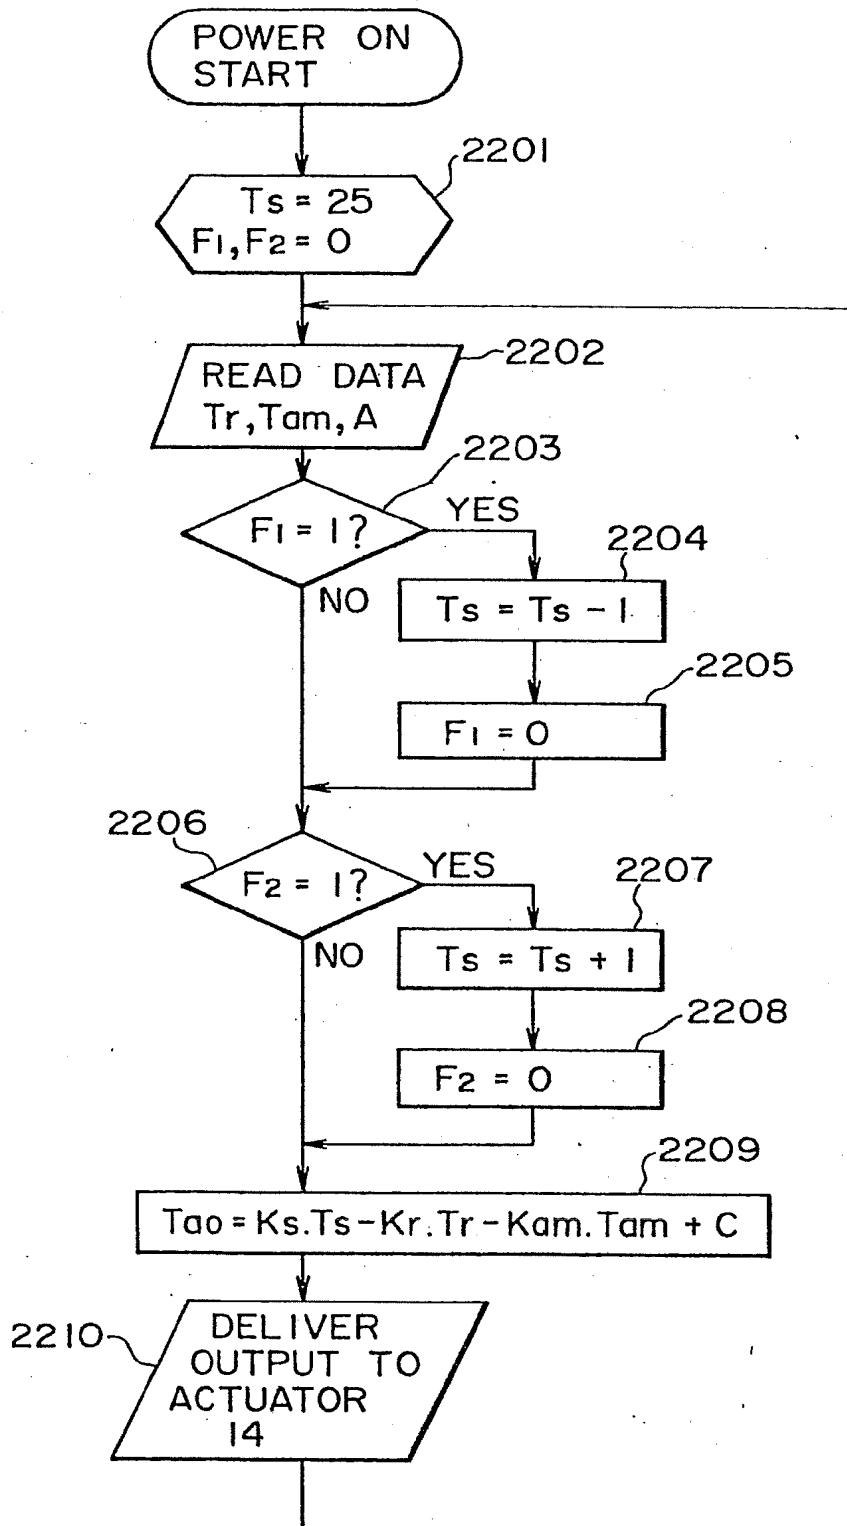 POWER ON
START
2201
Ts = 25
F1, F2 = 0
2202
READ DATA
Tr, Tam, A
2203
F1 = 1?
YES
NO
2204
Ts = Ts - 1
2205
F1 = 0
2206
F2 = 1?
YES
NO
2207
Ts = Ts + 1
2208
F2 = 0
2209
Tao = Ks.Ts-Kr.Tr-Kam.Tam + C
2210
DELIVER
OUTPUT TO
ACTUATOR
14